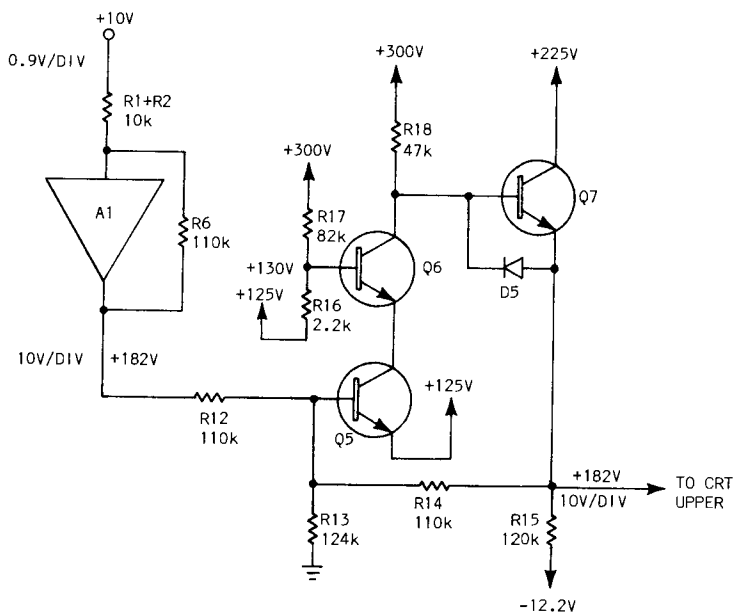 +10V
0.9V/DIV
R1+R2
10k
A1
R6
110k
10V/DIV
+182V
R12
110k
+300V
R17
82k
+130V
+125V
R16
2.2k
+300V
R18
47k
+225V
Q6
Q7
D5
Q5
+125V
R13
124k
R14
110k
+182V
10V/DIV
TO CRT
UPPER
R15
120k
-12.2V